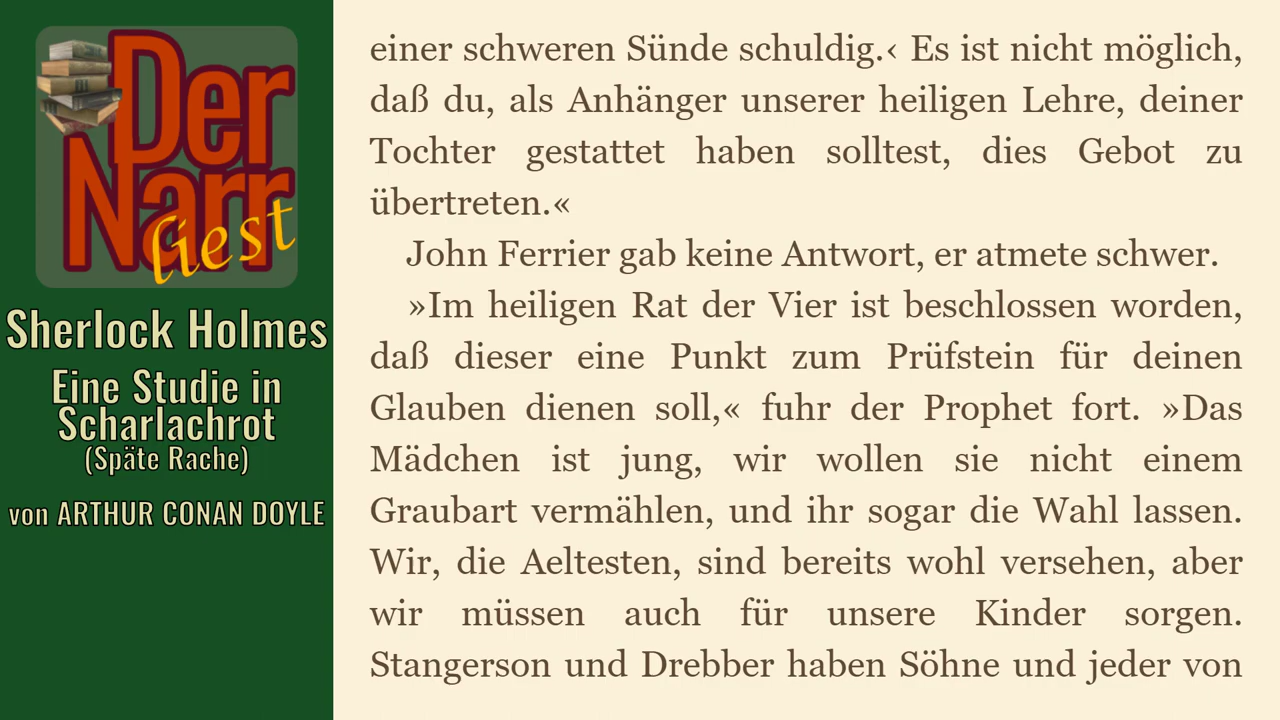 Der
Narr
liest
Sherlock Holmes
Eine Studie in
Scharlachrot
(Späte Rache)
von ARTHUR CONAN DOYLE
einer schweren Sünde schuldig.‹ Es ist nicht möglich,
daß du, als Anhänger unserer heiligen Lehre, deiner
Tochter gestattet haben solltest, dies Gebot zu
übertreten.«
John Ferrier gab keine Antwort, er atmete schwer.
»Im heiligen Rat der Vier ist beschlossen worden,
daß dieser eine Punkt zum Prüfstein für deinen
Glauben dienen soll,« fuhr der Prophet fort. »Das
Mädchen ist jung, wir wollen sie nicht einem
Graubart vermählen, und ihr sogar die Wahl lassen.
Wir, die Aeltesten, sind bereits wohl versehen, aber
wir müssen auch für unsere Kinder sorgen.
Stangerson und Drebber haben Söhne und jeder von